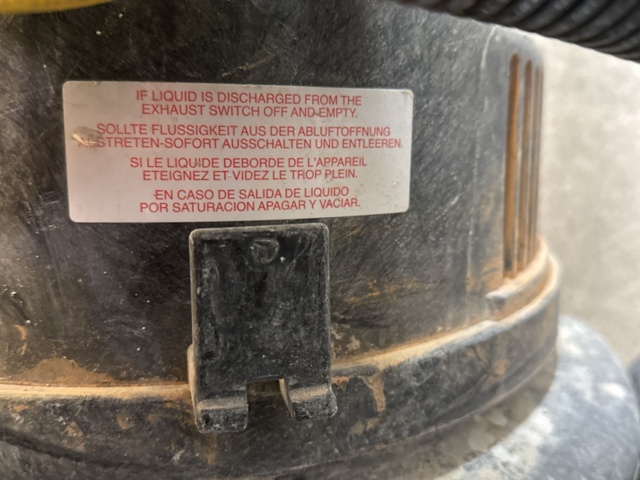 IF LIQUID IS DISCHARGED FROM THE
EXHAUST SWITCH OFF AND EMPTY.
SOLLTE FLUSSIGKEIT AUS DER ABLUFTOFFNUNG
STRETEN-SOFORT AUSSCHALTEN UND ENTLEEREN.
SI LE LIQUIDE DEBORDE DE L'APPAREIL
ETEIGNEZ ET VIDEZ LE TROP PLEIN.
EN CASO DE SALIDA DE LIQUIDO
POR SATURACION APAGAR Y VACIAR.